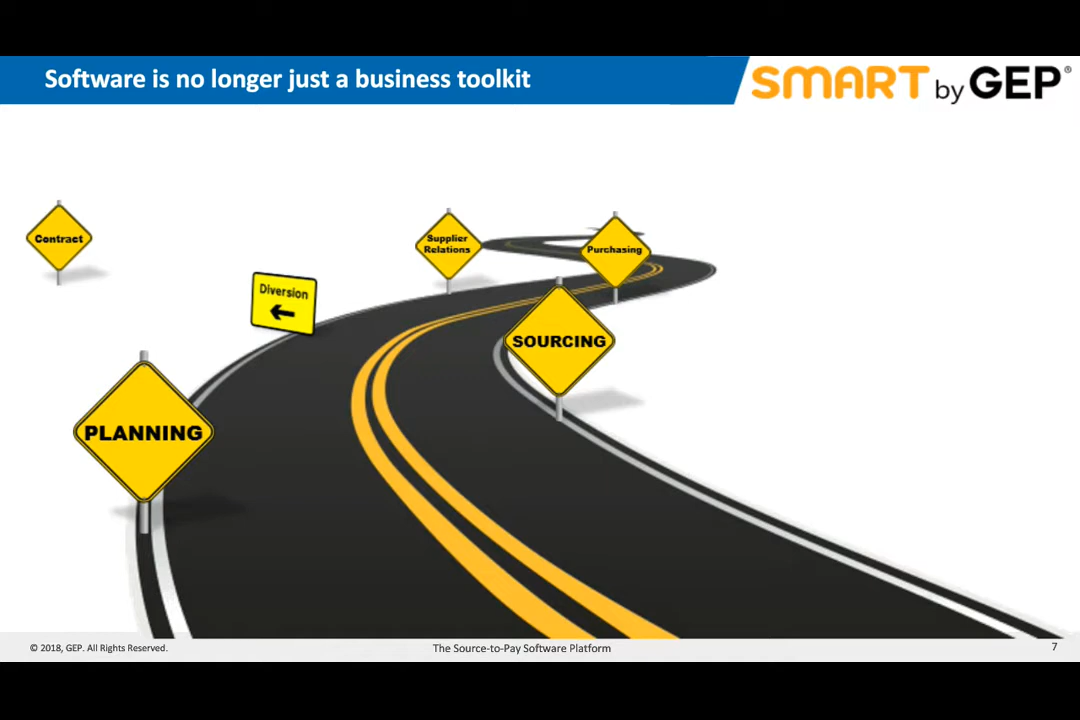 Software is no longer just a business toolkit
SMART by GEP®
Contract
Supplier
Relations
Purchasing
Diversion
SOURCING
PLANNING
© 2018, GEP. All Rights Reserved.
The Source-to-Pay Software Platform
7